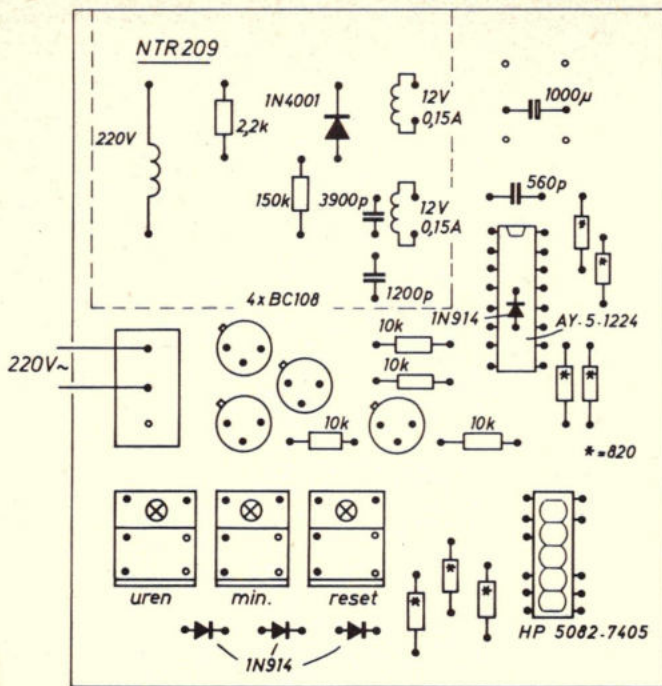 NTR209
1N4001
12V
0,15A
1000µ
220V
2,2k
560p
150k
3900p
12V
0,15A
*
*
4xBC108
1200p
1N914
AY-5-1224
220V~
10k
10k
*
*
10k
10k
*=820
uren
min.
reset
*
*
*
1N914
HP 5082-7405